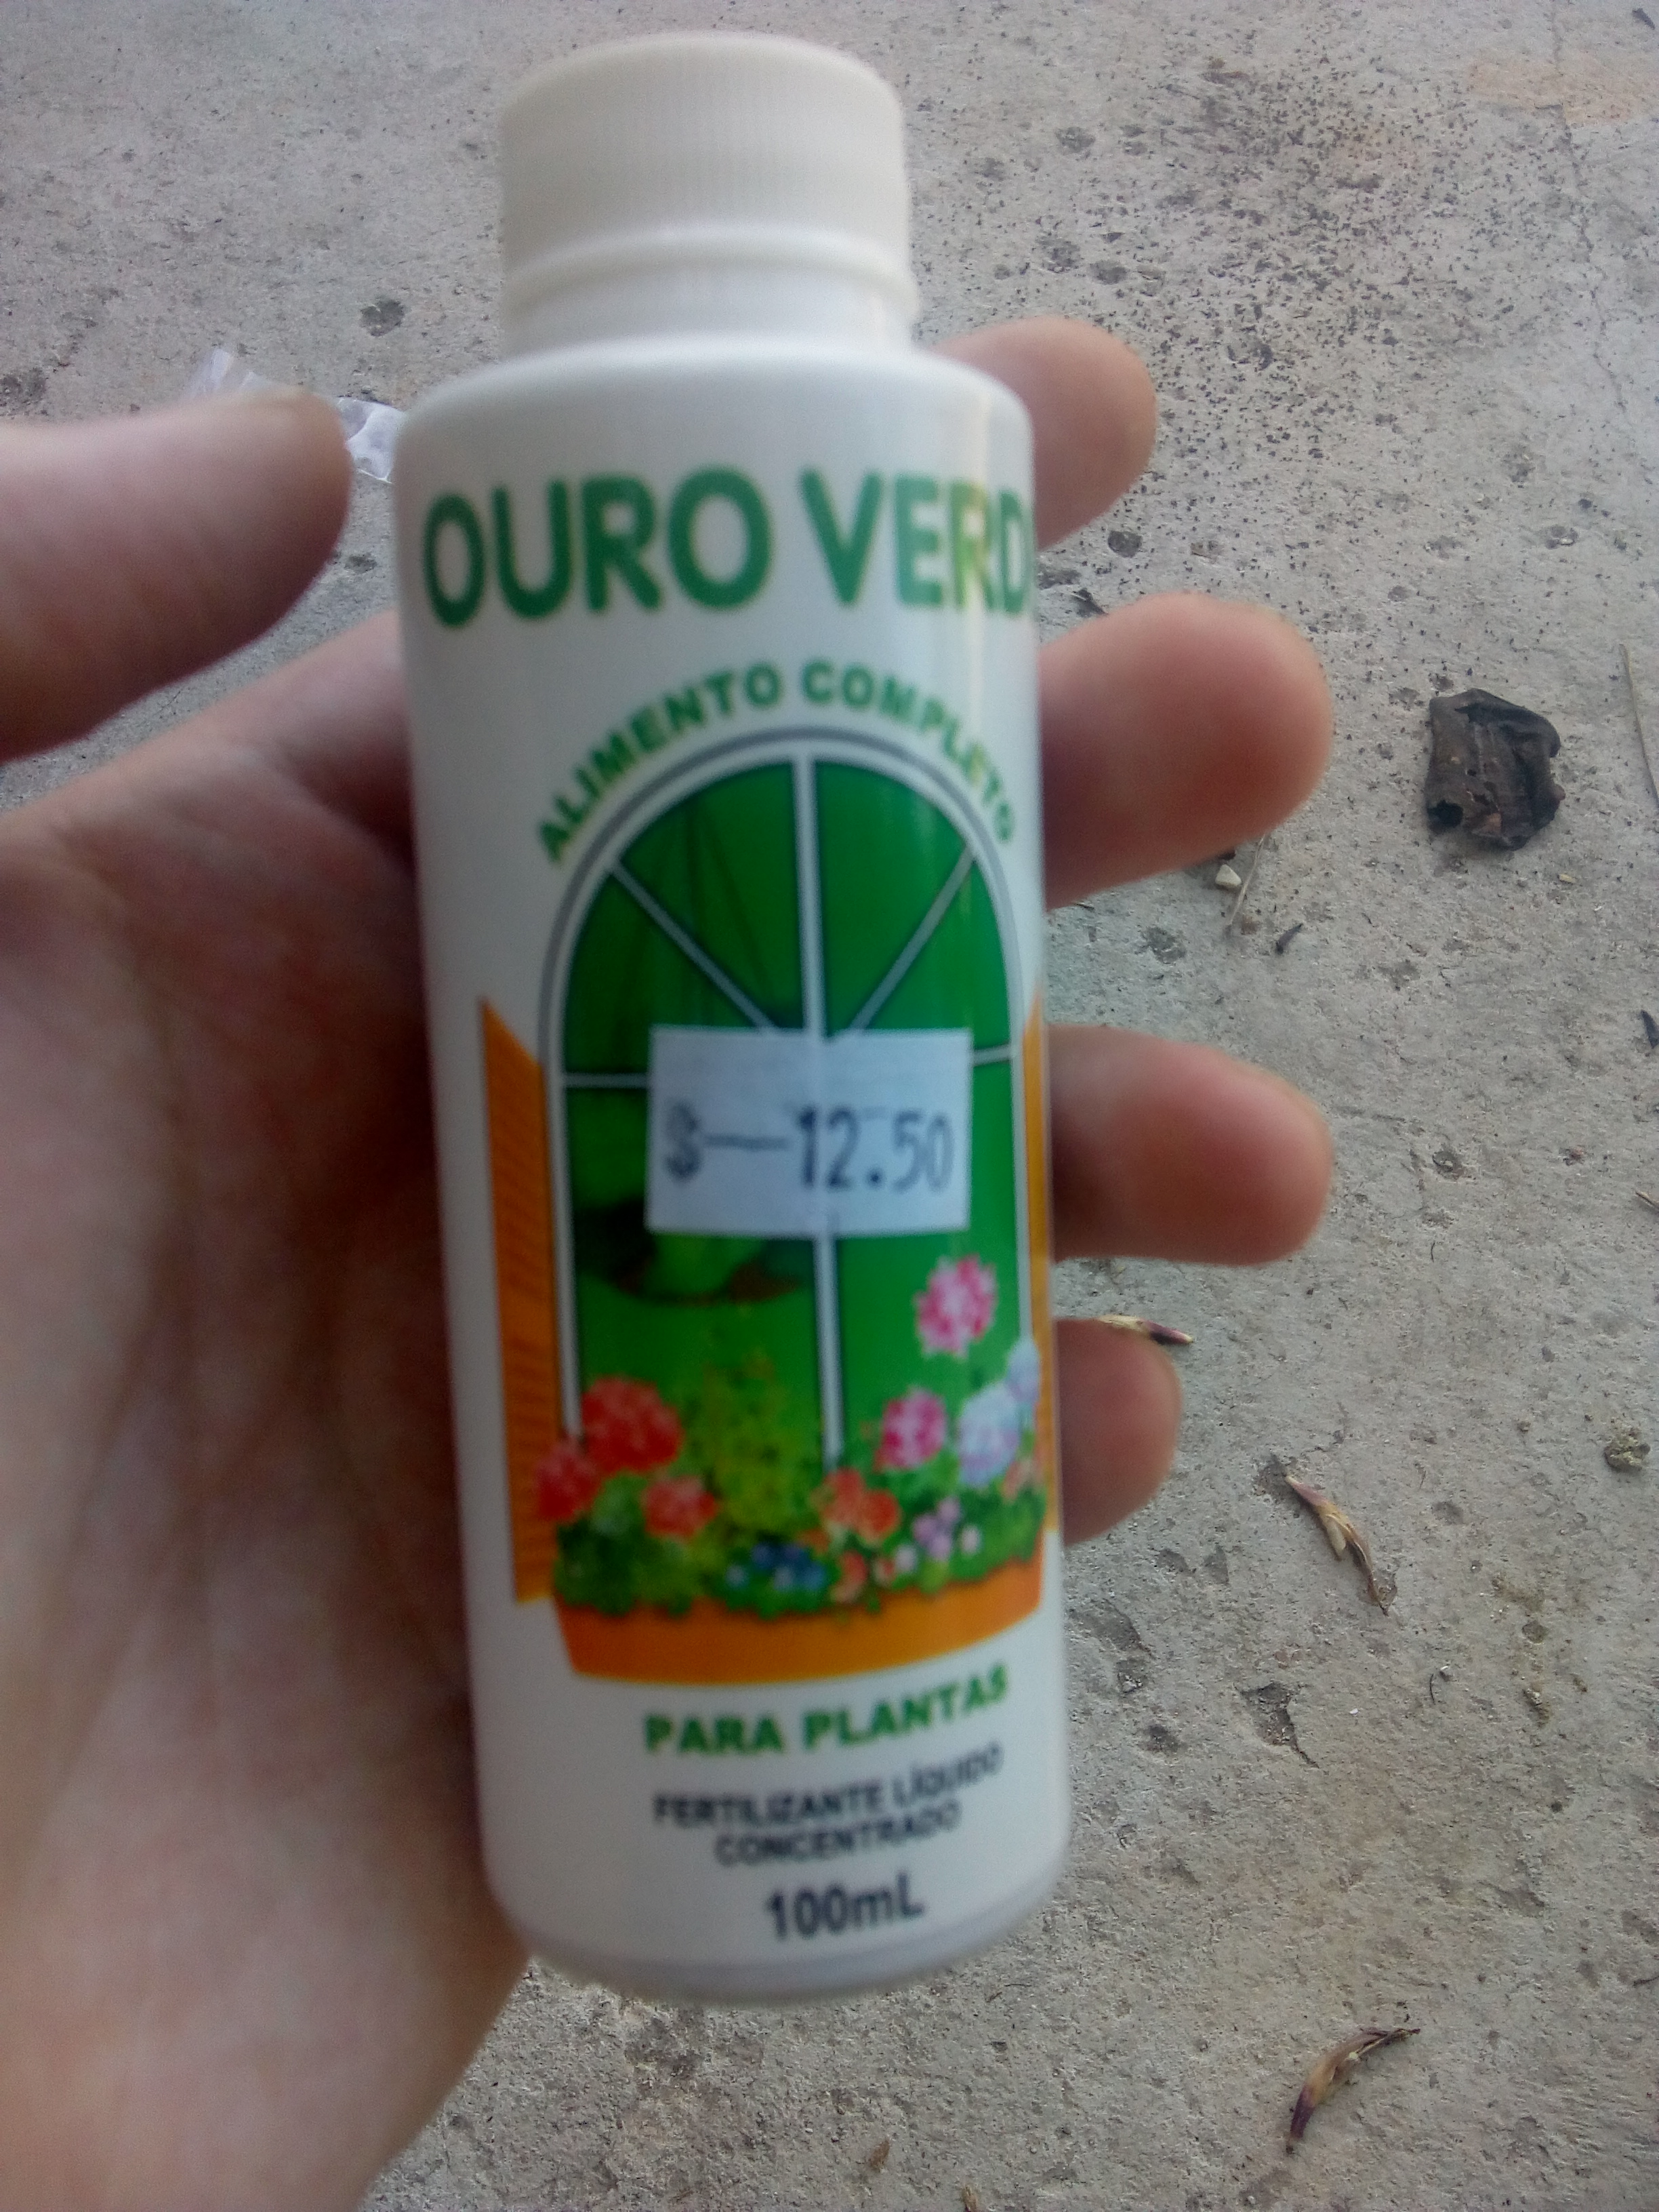 OURO VERD
ALIMENTO COMPLETO
$—12.50
PARA PLANTAS
FERTILIZANTE LÍQUIDO
CONCENTRADO
100mL